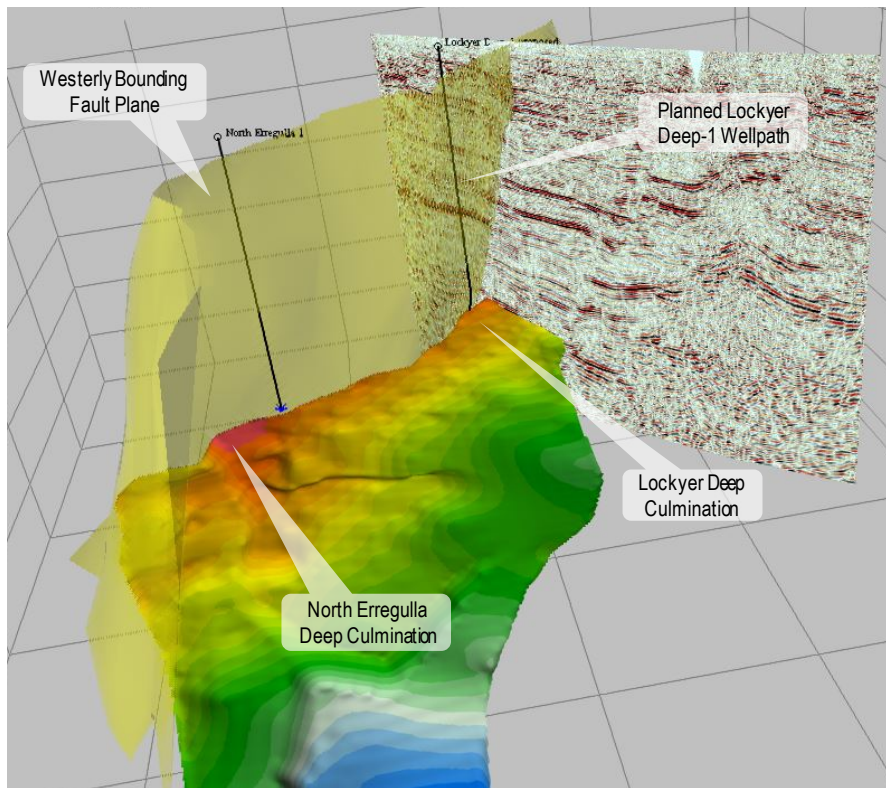 Westerly Bounding
Fault Plane
North Erregulla 1
Lockyer
Planned Lockyer
Deep-1 Wellpath
Lockyer Deep
Culmination
North Erregulla
Deep Culmination